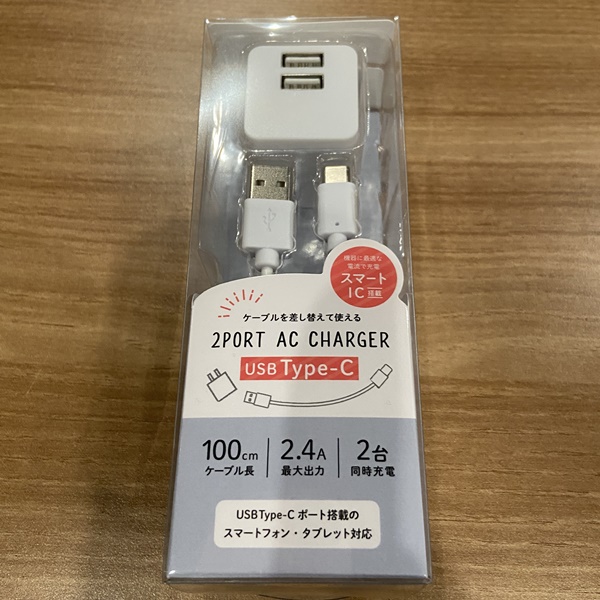 機器に最適な
電流で充電
スマート
IC搭載
ケーブルを差し替えて使える
2PORT AC CHARGER
USB Type-C
100cm
ケーブル長
2.4A
最大出力
2台
同時充電
USB Type-C ポート搭載の
スマートフォン・タブレット対応